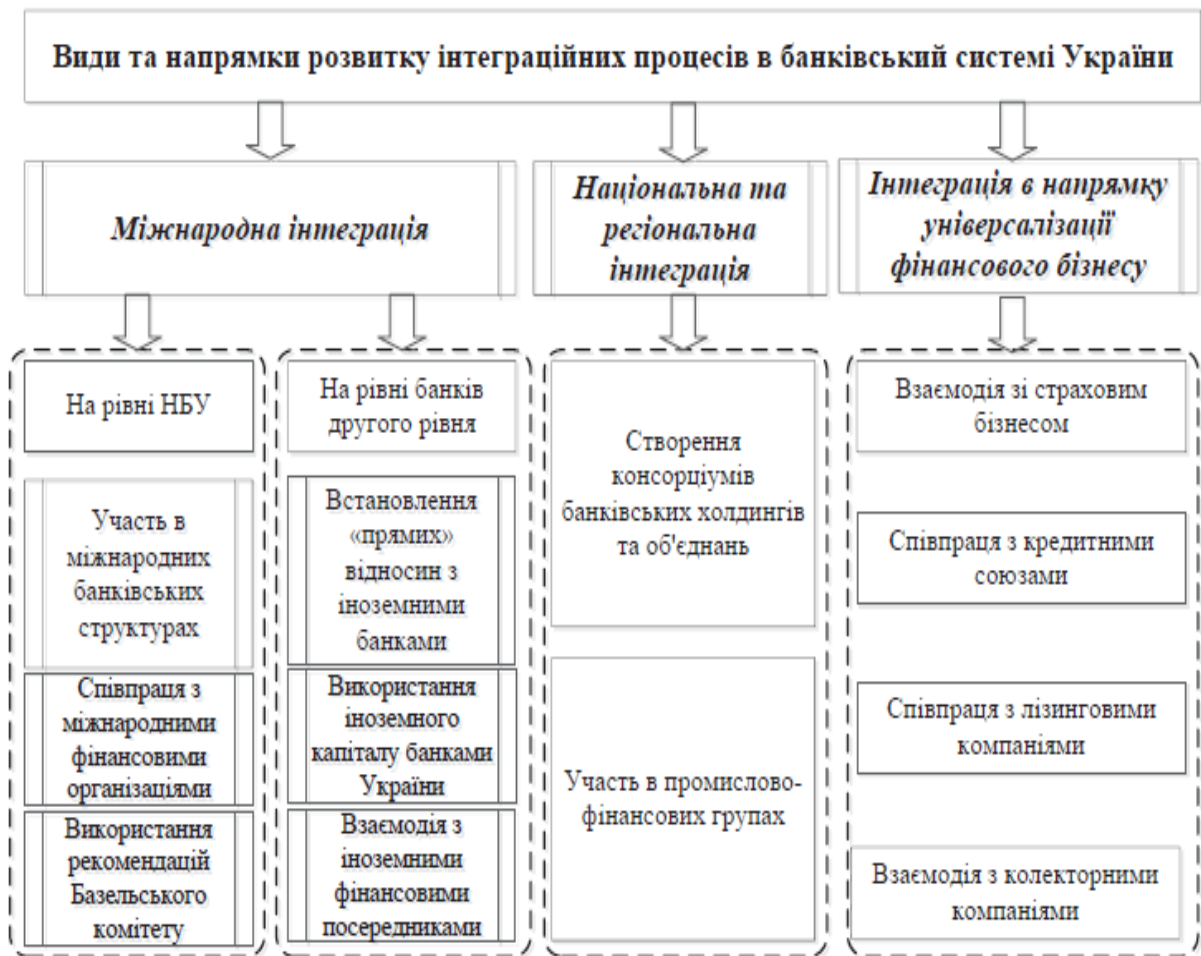 Види та напрямки розвитку інтеграційних процесів в банківський системі України
Міжнародна інтеграція
Національна та
регіональна
інтеграція
Інтеграція в напрямку
універсалізації
фінансового бізнесу
На рівні НБУ
Участь в
міжнародних
банківських
структурах
Співпраця з
міжнародними
фінансовими
організаціями
Використання
рекомендацій
Базельського
комітету
На рівні банків
другого рівня
Встановлення
«прямих»
відносин з
іноземними
банками
Використання
іноземного
капіталу банками
України
Взаємодія з
іноземними
фінансовими
посередниками
Створення
консорціумів
банківських холдингів
та об'єднань
Участь в промислово-
фінансових групах
Взаємодія зі страховим
бізнесом
Співпраця з кредитними
союзами
Співпраця з лізинговими
компаніями
Взаємодія з колекторними
компаніями